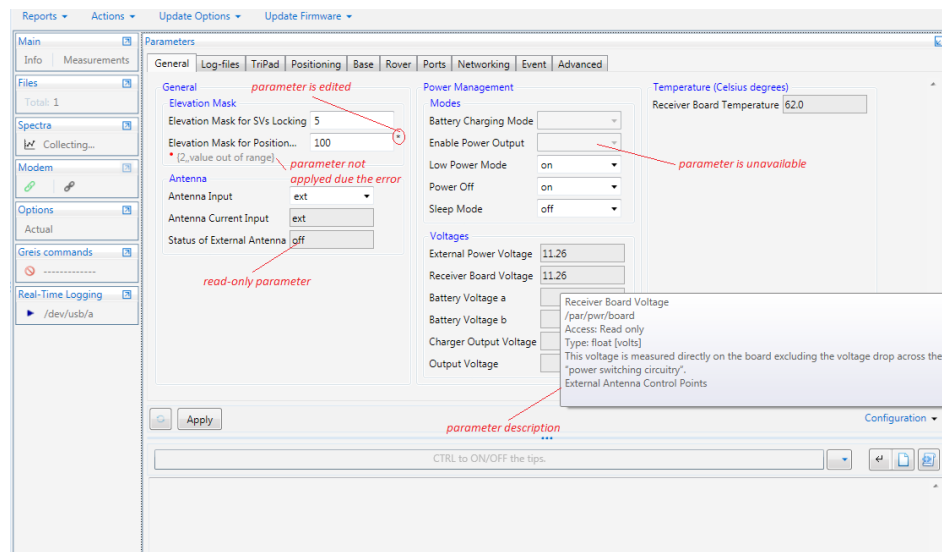 Reports Actions Update Options Update Firmware
Main
Info Measurements
Files
Total: 1
Spectra
Collecting...
Modem
Options
Actual
Greis commands
-------------
Real-Time Logging
/dev/usb/a
Parameters
General Log-files TriPad Positioning Base Rover Ports Networking Event Advanced
General
parameter is edited
Elevation Mask
Elevation Mask for SVs Locking 5
Elevation Mask for Position... 100 *
* {2,value out of range}
parameter not
applyed due the error
Antenna
Antenna Input ext
Antenna Current Input ext
Status of External Antenna off
read-only parameter
Power Management
Modes
Battery Charging Mode
Enable Power Output
parameter is unavailable
Low Power Mode on
Power Off on
Sleep Mode off
Voltages
External Power Voltage 11.26
Receiver Board Voltage 11.26
Battery Voltage a
Battery Voltage b
Charger Output Voltage
Output Voltage
Temperature (Celsius degrees)
Receiver Board Temperature 62.0
Receiver Board Voltage
/par/pwr/board
Access: Read only
Type: float [volts]
This voltage is measured directly on the board excluding the voltage drop across the
"power switching circuitry".
External Antenna Control Points
Apply
parameter description
Configuration
CTRL to ON/OFF the tips.